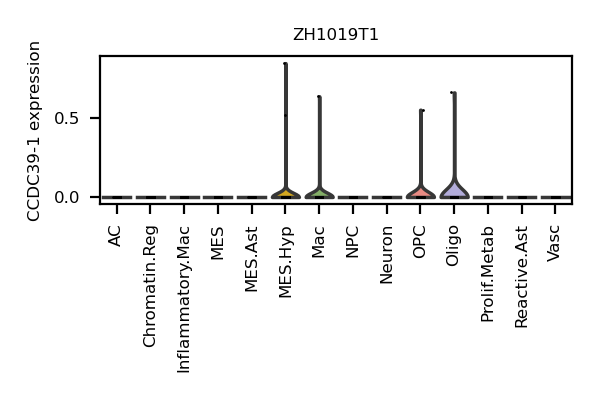 ZH1019T1
CCDC39-1 expression
0.5
0.0
AC
Chromatin.Reg
Inflammatory.Mac
MES
MES.Ast
MES.Hyp
Mac
NPC
Neuron
OPC
Oligo
Prolif.Metab
Reactive.Ast
Vasc